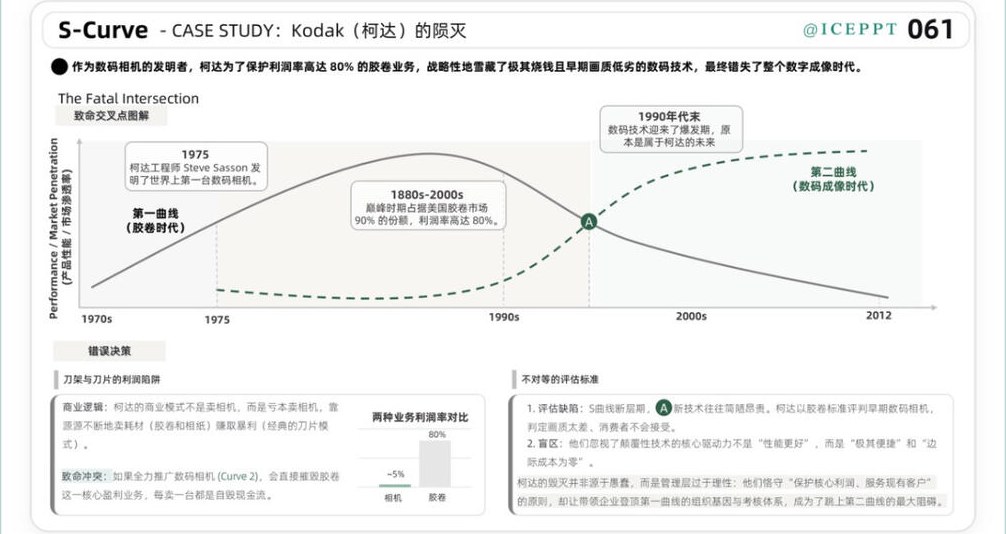 S-Curve - CASE STUDY：Kodak（柯达）的陨灭
@ICEPPT 061
作为数码相机的发明者，柯达为了保护利润率高达 80% 的胶卷业务，战略性地雪藏了极其烧钱且早期画质低劣的数码技术，最终错失了整个数字成像时代。
The Fatal Intersection
致命交叉点图解
Performance / Market Penetration
（产品性能 / 市场渗透率）
1975
柯达工程师 Steve Sasson 发
明了世界上第一台数码相机。
第一曲线
（胶卷时代）
1880s-2000s
巅峰时期占据美国胶卷市场
90% 的份额，利润率高达 80%。
1990年代末
数码技术迎来了爆发期，原
本是属于柯达的未来
第二曲线
（数码成像时代）
A
1970s
1975
1990s
2000s
2012
错误决策
刀架与刀片的利润陷阱
商业逻辑：柯达的商业模式不是卖相机，而是亏本卖相机，靠
源源不断地卖耗材（胶卷和相纸）赚取暴利（经典的刀片模
式）。
致命冲突：如果全力推广数码相机 (Curve 2)，会直接摧毁胶卷
这一核心盈利业务，每卖一台都是自毁现金流。
两种业务利润率对比
80%
~5%
相机
胶卷
不对等的评估标准
1. 评估缺陷：S曲线断层期，A新技术往往简陋昂贵。柯达以胶卷标准评判早期数码相机，
判定画质太差、消费者不会接受。
2. 盲区：他们忽视了颠覆性技术的核心驱动力不是“性能更好”、而是“极其便捷”和“边
际成本为零”。
柯达的毁灭并非源于愚蠢，而是管理层过于理性：他们恪守“保护核心利润、服务现有客户”
的原则，却让带领企业登顶第一曲线的组织基因与考核体系，成为了跳上第二曲线的最大阻碍。